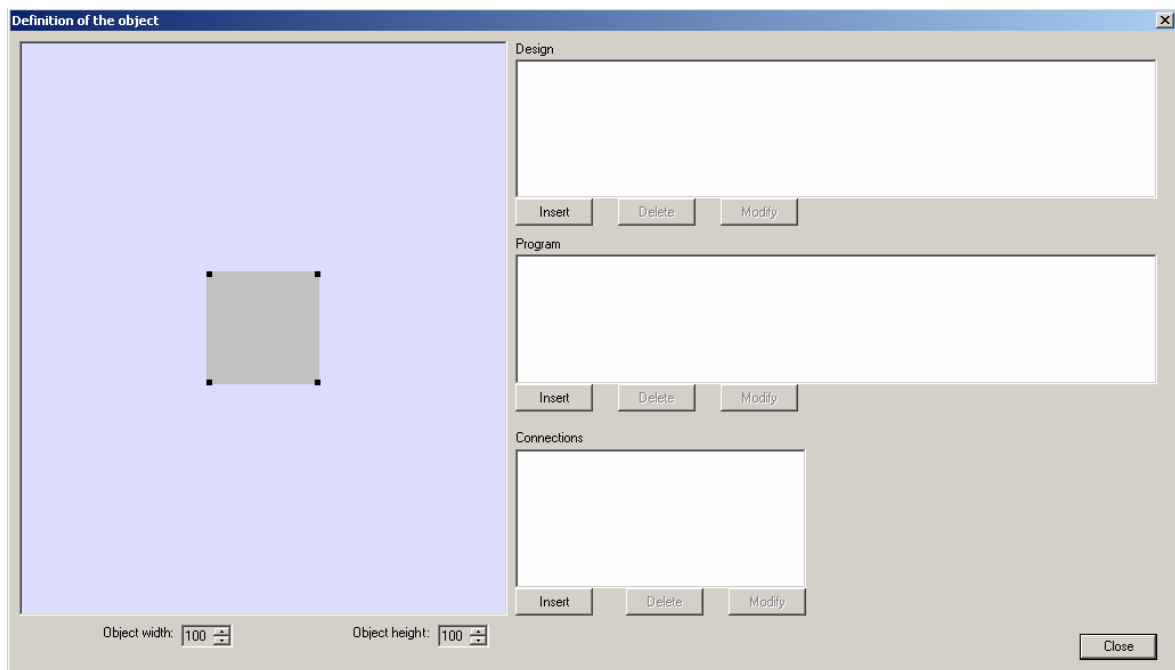 Definition of the object
Design
Insert Delete Modify
Program
Insert Delete Modify
Connections
Insert Delete Modify
Object width: 100 Object height: 100
Close